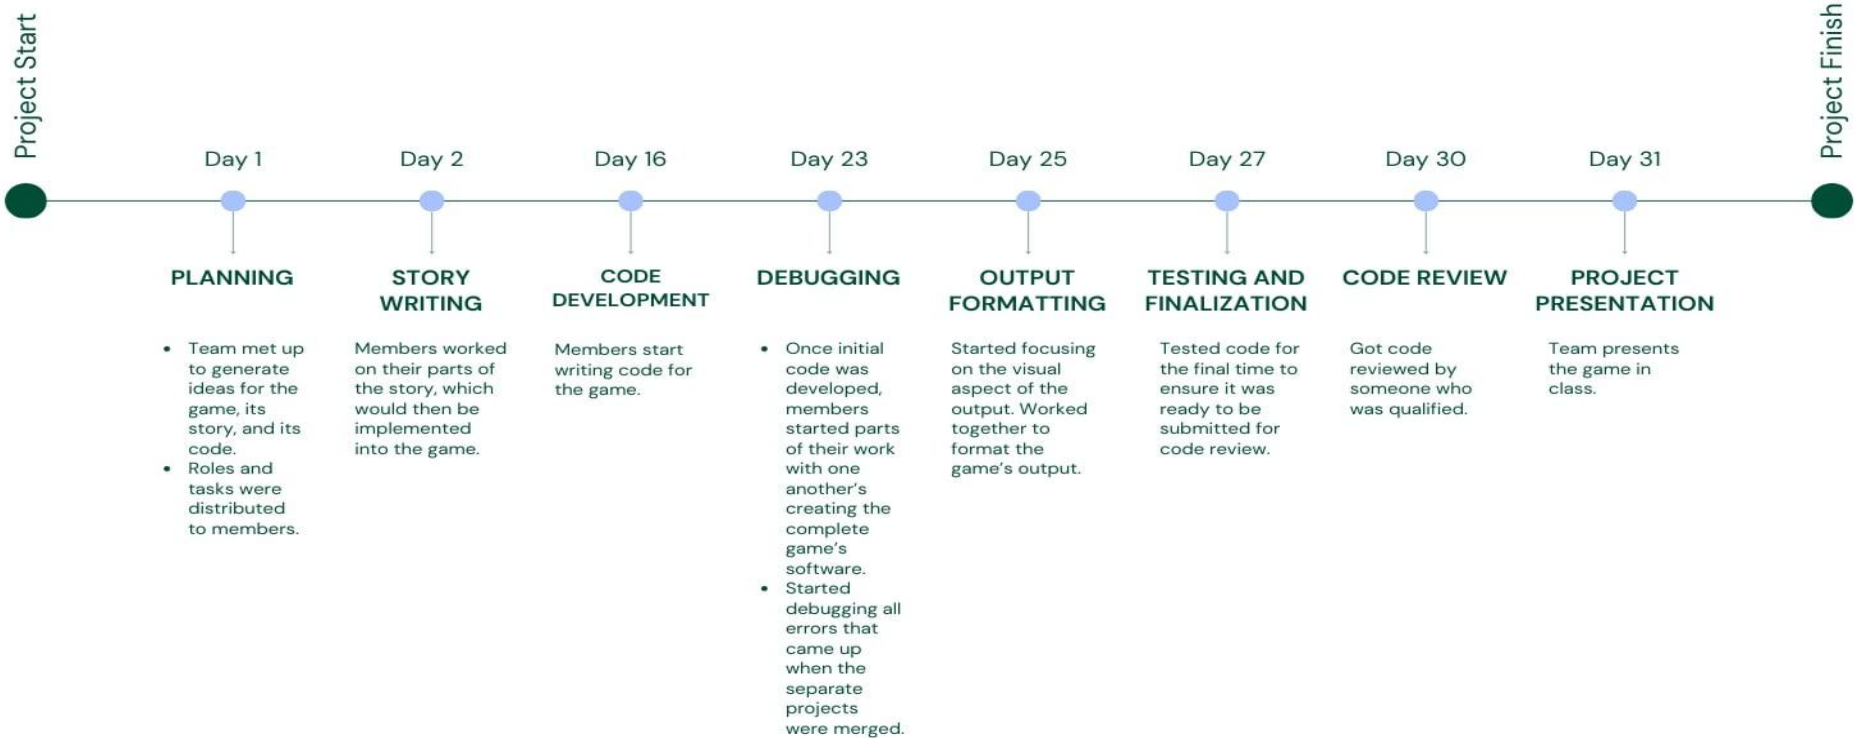 Project Start
Project Finish
Day 1
Day 2
Day 16
Day 23
Day 25
Day 27
Day 30
Day 31
PLANNING
• Team met up
to generate
ideas for the
game, its
story, and its
code.
• Roles and
tasks were
distributed
to members.
STORY
WRITING
Members worked
on their parts of
the story, which
would then be
implemented
into the game.
CODE
DEVELOPMENT
Members start
writing code for
the game.
DEBUGGING
• Once initial
code was
developed,
members
started parts
of their work
with one
another's
creating the
complete
game's
software.
• Started
debugging all
errors that
came up
when the
separate
projects
were merged.
OUTPUT
FORMATTING
Started focusing
on the visual
aspect of the
output. Worked
together to
format the
game's output.
TESTING AND
FINALIZATION
Tested code for
the final time to
ensure it was
ready to be
submitted for
code review.
CODE REVIEW
Got code
reviewed by
someone who
was qualified.
PROJECT
PRESENTATION
Team presents
the game in
class.